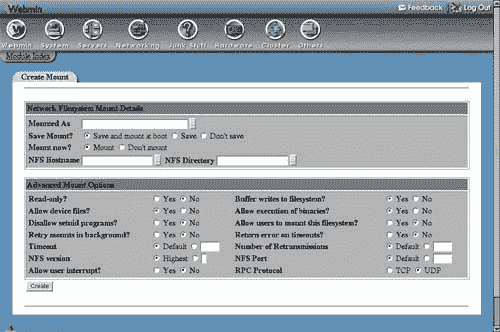 Webmin
Feedback Log Out
Webmin System Servers Networking Junk Stuff Hardware Cluster Others
Module Index
Create Mount
Network Filesystem Mount Details
Mounted As
Save Mount? Save and mount at boot Save Don't save
Mount now? Mount Don't mount
NFS Hostname NFS Directory
Advanced Mount Options
Read-only? Yes No Buffer writes to filesystem? Yes No
Allow device files? Yes No Allow execution of binaries? Yes No
Disallow setuid programs? Yes No Allow users to mount this filesystem? Yes No
Retry mounts in background? Yes No Return error on timeouts? Yes No
Timeout Default Number of Retransmissions Default
NFS version Highest NFS Port Default
Allow user interrupt? Yes No RPC Protocol TCP UDP
Create